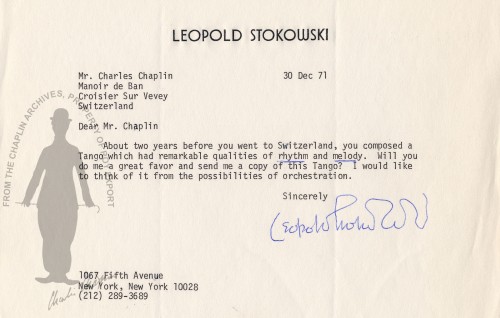 LEOPOLD STOKOWSKI
Mr. Charles Chaplin 30 Dec 71
Manoir de Ban
Croisier Sur Vevey
Switzerland
Dear Mr. Chaplin
About two years before you went to Switzerland, you composed a
Tango which had remarkable qualities of rhythm and melody. Will you
do me a great favor and send me a copy of this Tango? I would like
to think of it from the possibilities of orchestration.
Sincerely
Leopold Stokowski
1067 Fifth Avenue
New York, New York 10028
(212) 289-3689
FROM THE CHAPLIN ARCHIVES, PROPERTY OF ROY EXPORT